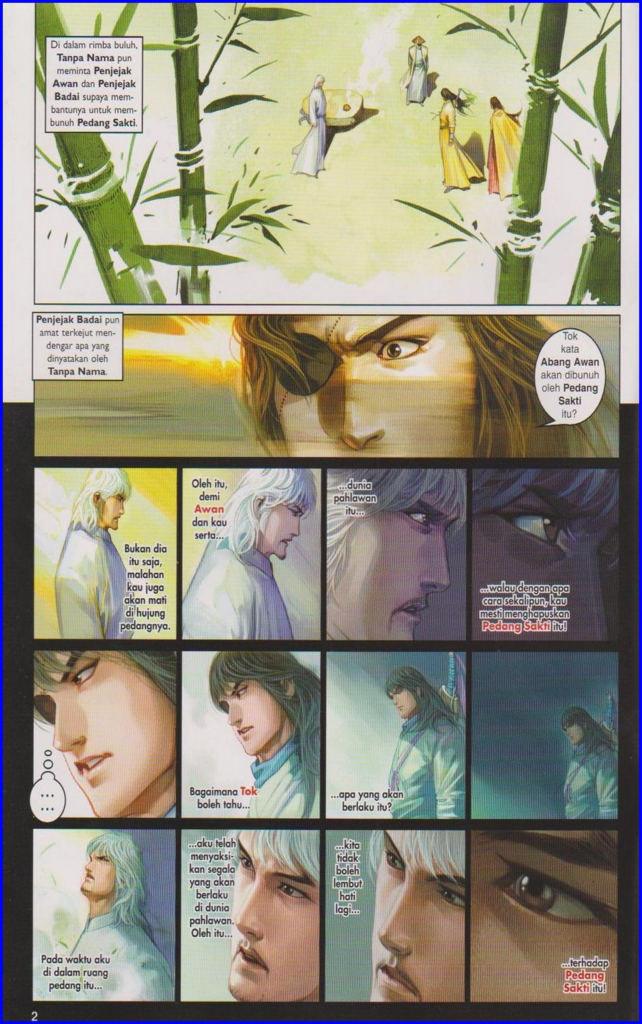 Di dalam rimba buluh,
Tanpa Nama pun
meminta Penjejak
Awan dan Penjejak
Badai supaya mem-
bantunya untuk mem-
bunuh Pedang Sakti.
Penjejak Badai pun
amat terkejut men-
dengar apa yang
dinyatakan oleh
Tanpa Nama.
Tok
kata
Abang Awan
akan dibunuh
oleh Pedang
Sakti
itu?
Bukan dia
itu saja,
malahan
kau juga
akan mati
di hujung
pedangnya.
Oleh itu,
demi
Awan
dan kau
serta...
...dunia
pahlawan
itu...
...walau dengan apa
cara sekalipun, kau
mesti menghapuskan
Pedang Sakti itu!
...
...
Bagaimana Tok
boleh tahu...
...apa yang akan
berlaku itu?
Pada waktu aku
di dalam ruang
pedang itu...
...aku telah
menyaksi-
kan segala
yang akan
berlaku
di dunia
pahlawan.
Oleh itu...
...kita
tidak
boleh
lembut
hati
lagi...
...terhadap
Pedang
Sakti itu!
2